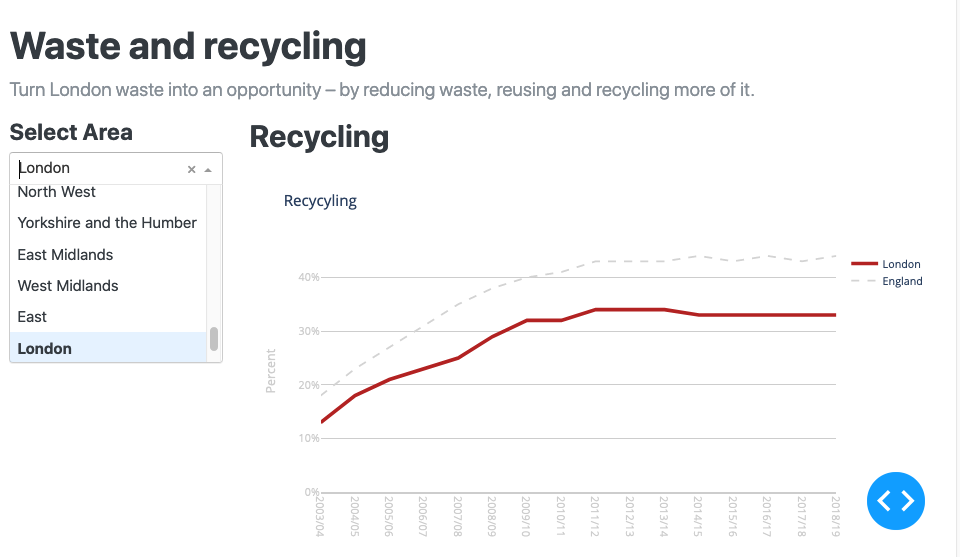 Waste and recycling
Turn London waste into an opportunity – by reducing waste, reusing and recycling more of it.
Select Area
London × 
North West
Yorkshire and the Humber
East Midlands
West Midlands
East
London
Recycling
Recycyling
Percent
40%
30%
20%
10%
0%
2003/04
2004/05
2005/06
2006/07
2007/08
2008/09
2009/10
2010/11
2011/12
2012/13
2013/14
2014/15
2015/16
2016/17
2017/18
2018/19
London
England